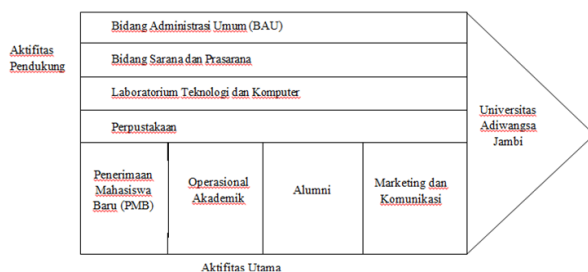 Bidang Administrasi Umum (BAU)
Aktifitas
Pendukung
Bidang Sarana dan Prasarana
Laboratorium Teknologi dan Komputer
Perpustakaan
Universitas
Adiwangsa
Jambi
Penerimaan
Mahasiswa
Baru (PMB)
Operasional
Akademik
Alumni
Marketing dan
Komunikasi
Aktifitas Utama